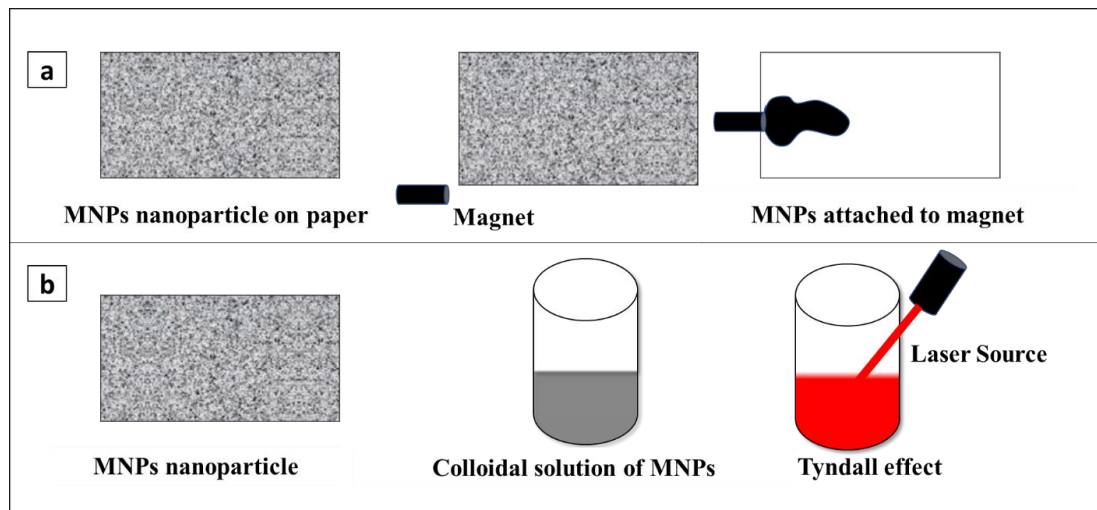 a
MNPs nanoparticle on paper
Magnet
MNPs attached to magnet
b
Laser Source
MNPs nanoparticle
Colloidal solution of MNPs
Tyndall effect